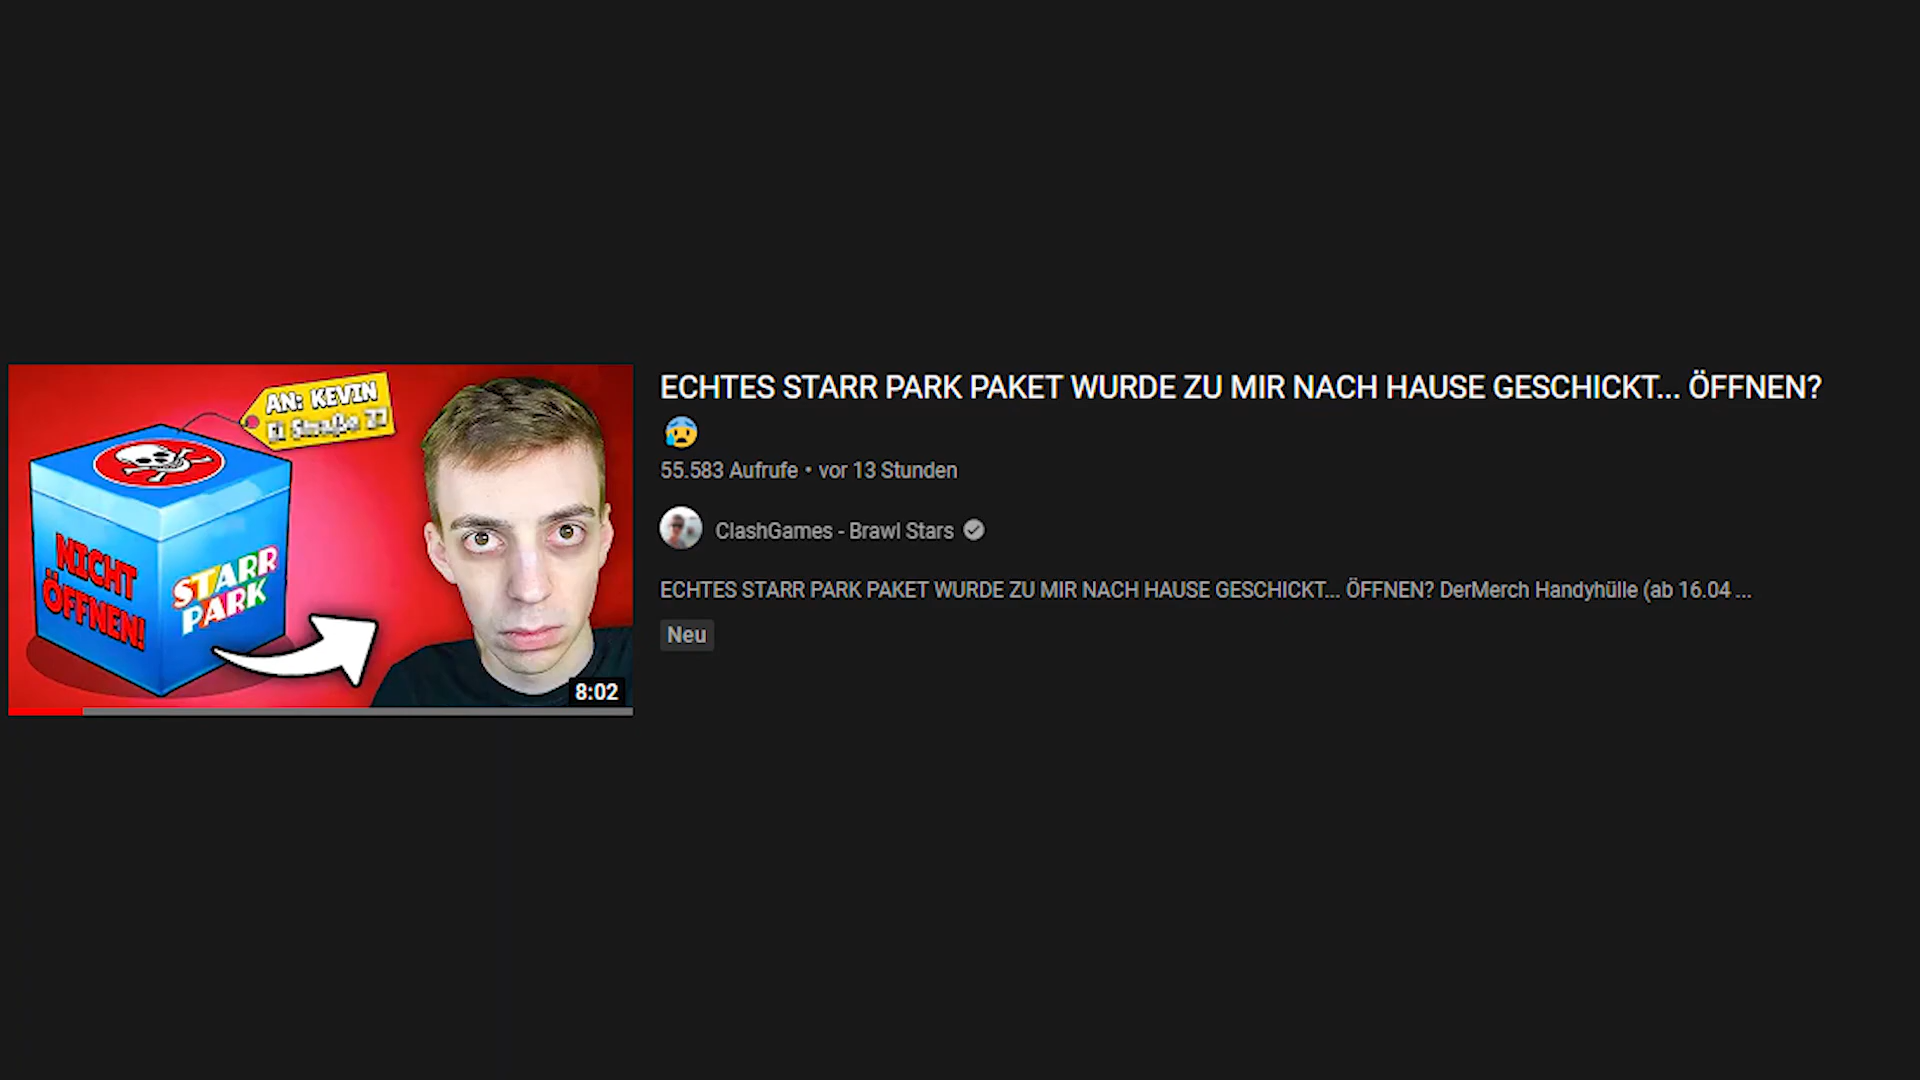 AN: KEVIN
NICHT
ÖFFNEN!
STARR
PARK
8:02
ECHTES STARR PARK PAKET WURDE ZU MIR NACH HAUSE GESCHICKT... ÖFFNEN?
😰
55.583 Aufrufe • vor 13 Stunden
ClashGames - Brawl Stars
ECHTES STARR PARK PAKET WURDE ZU MIR NACH HAUSE GESCHICKT... ÖFFNEN? DerMerch Handyhülle (ab 16.04 ...
Neu